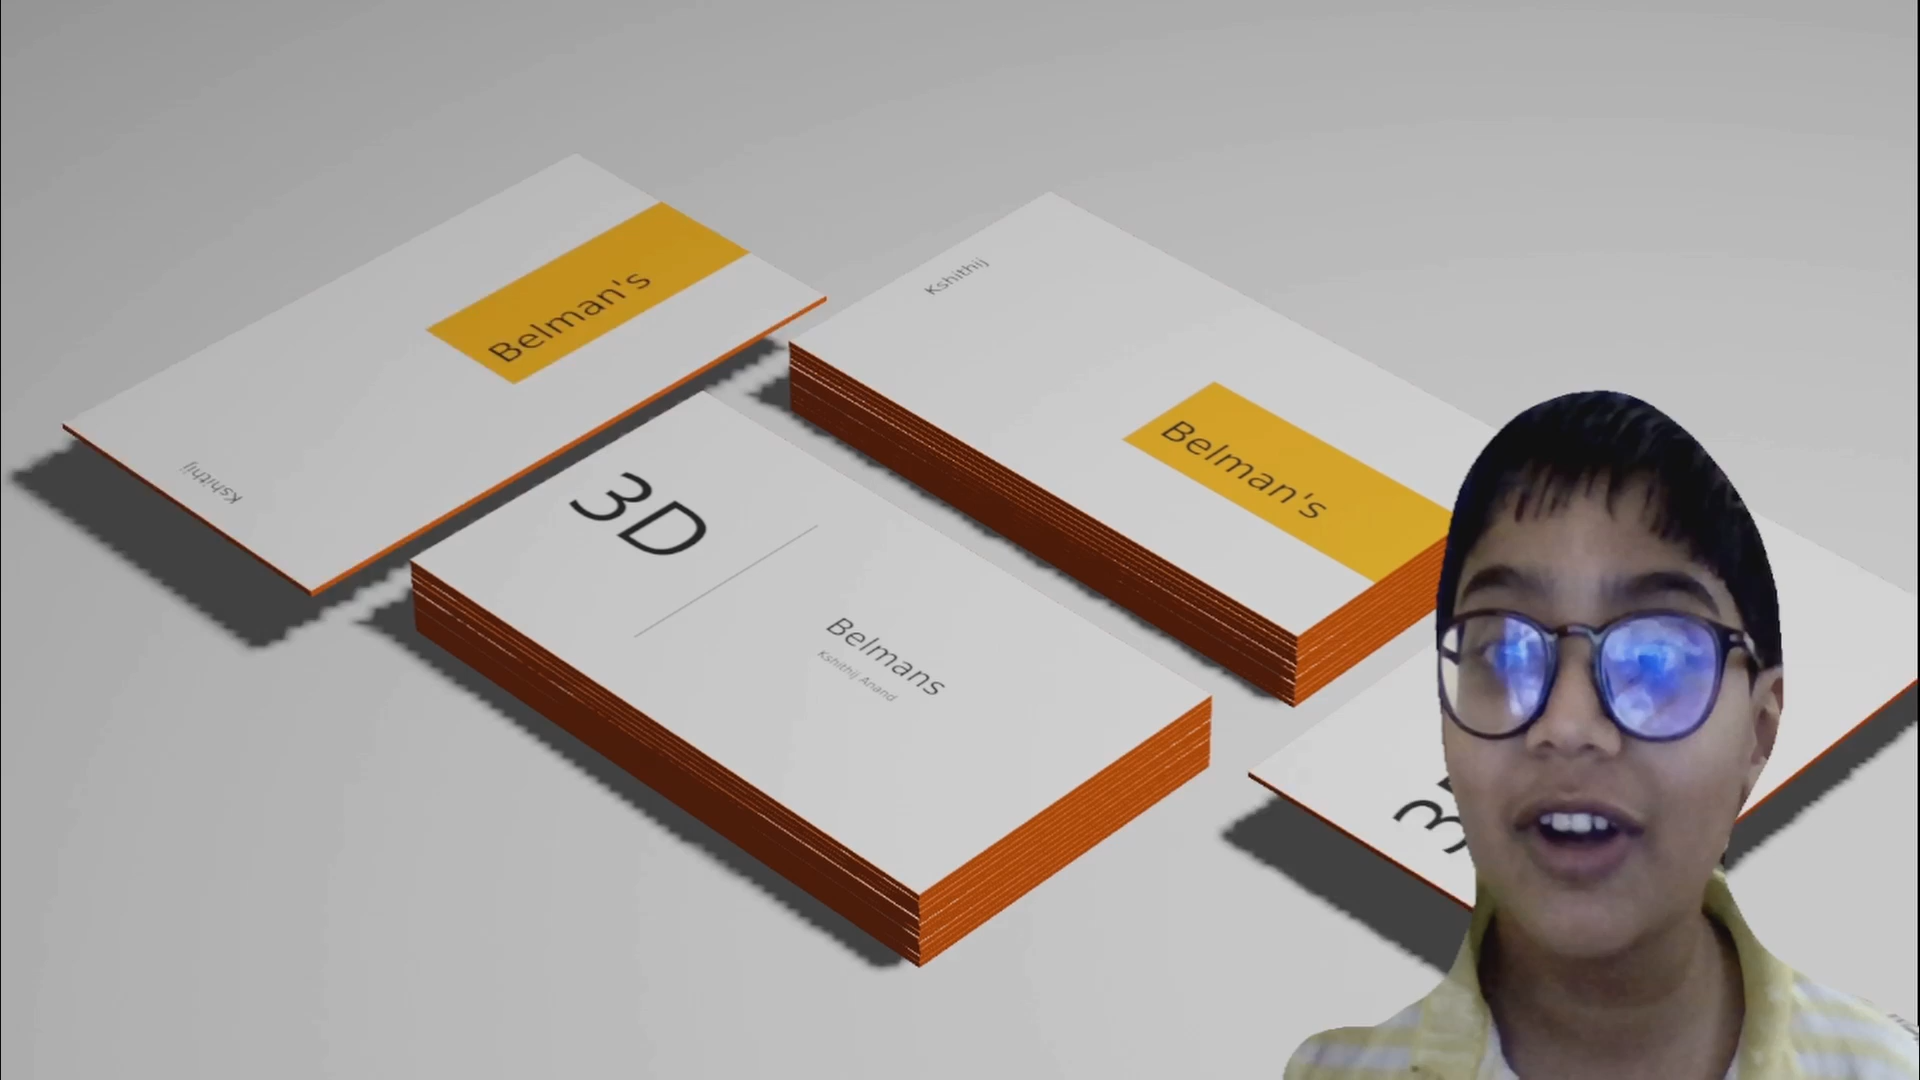 Belman's
Kshithij
Kshithij
Belman's
3D
Belmans
Kshithij Anand